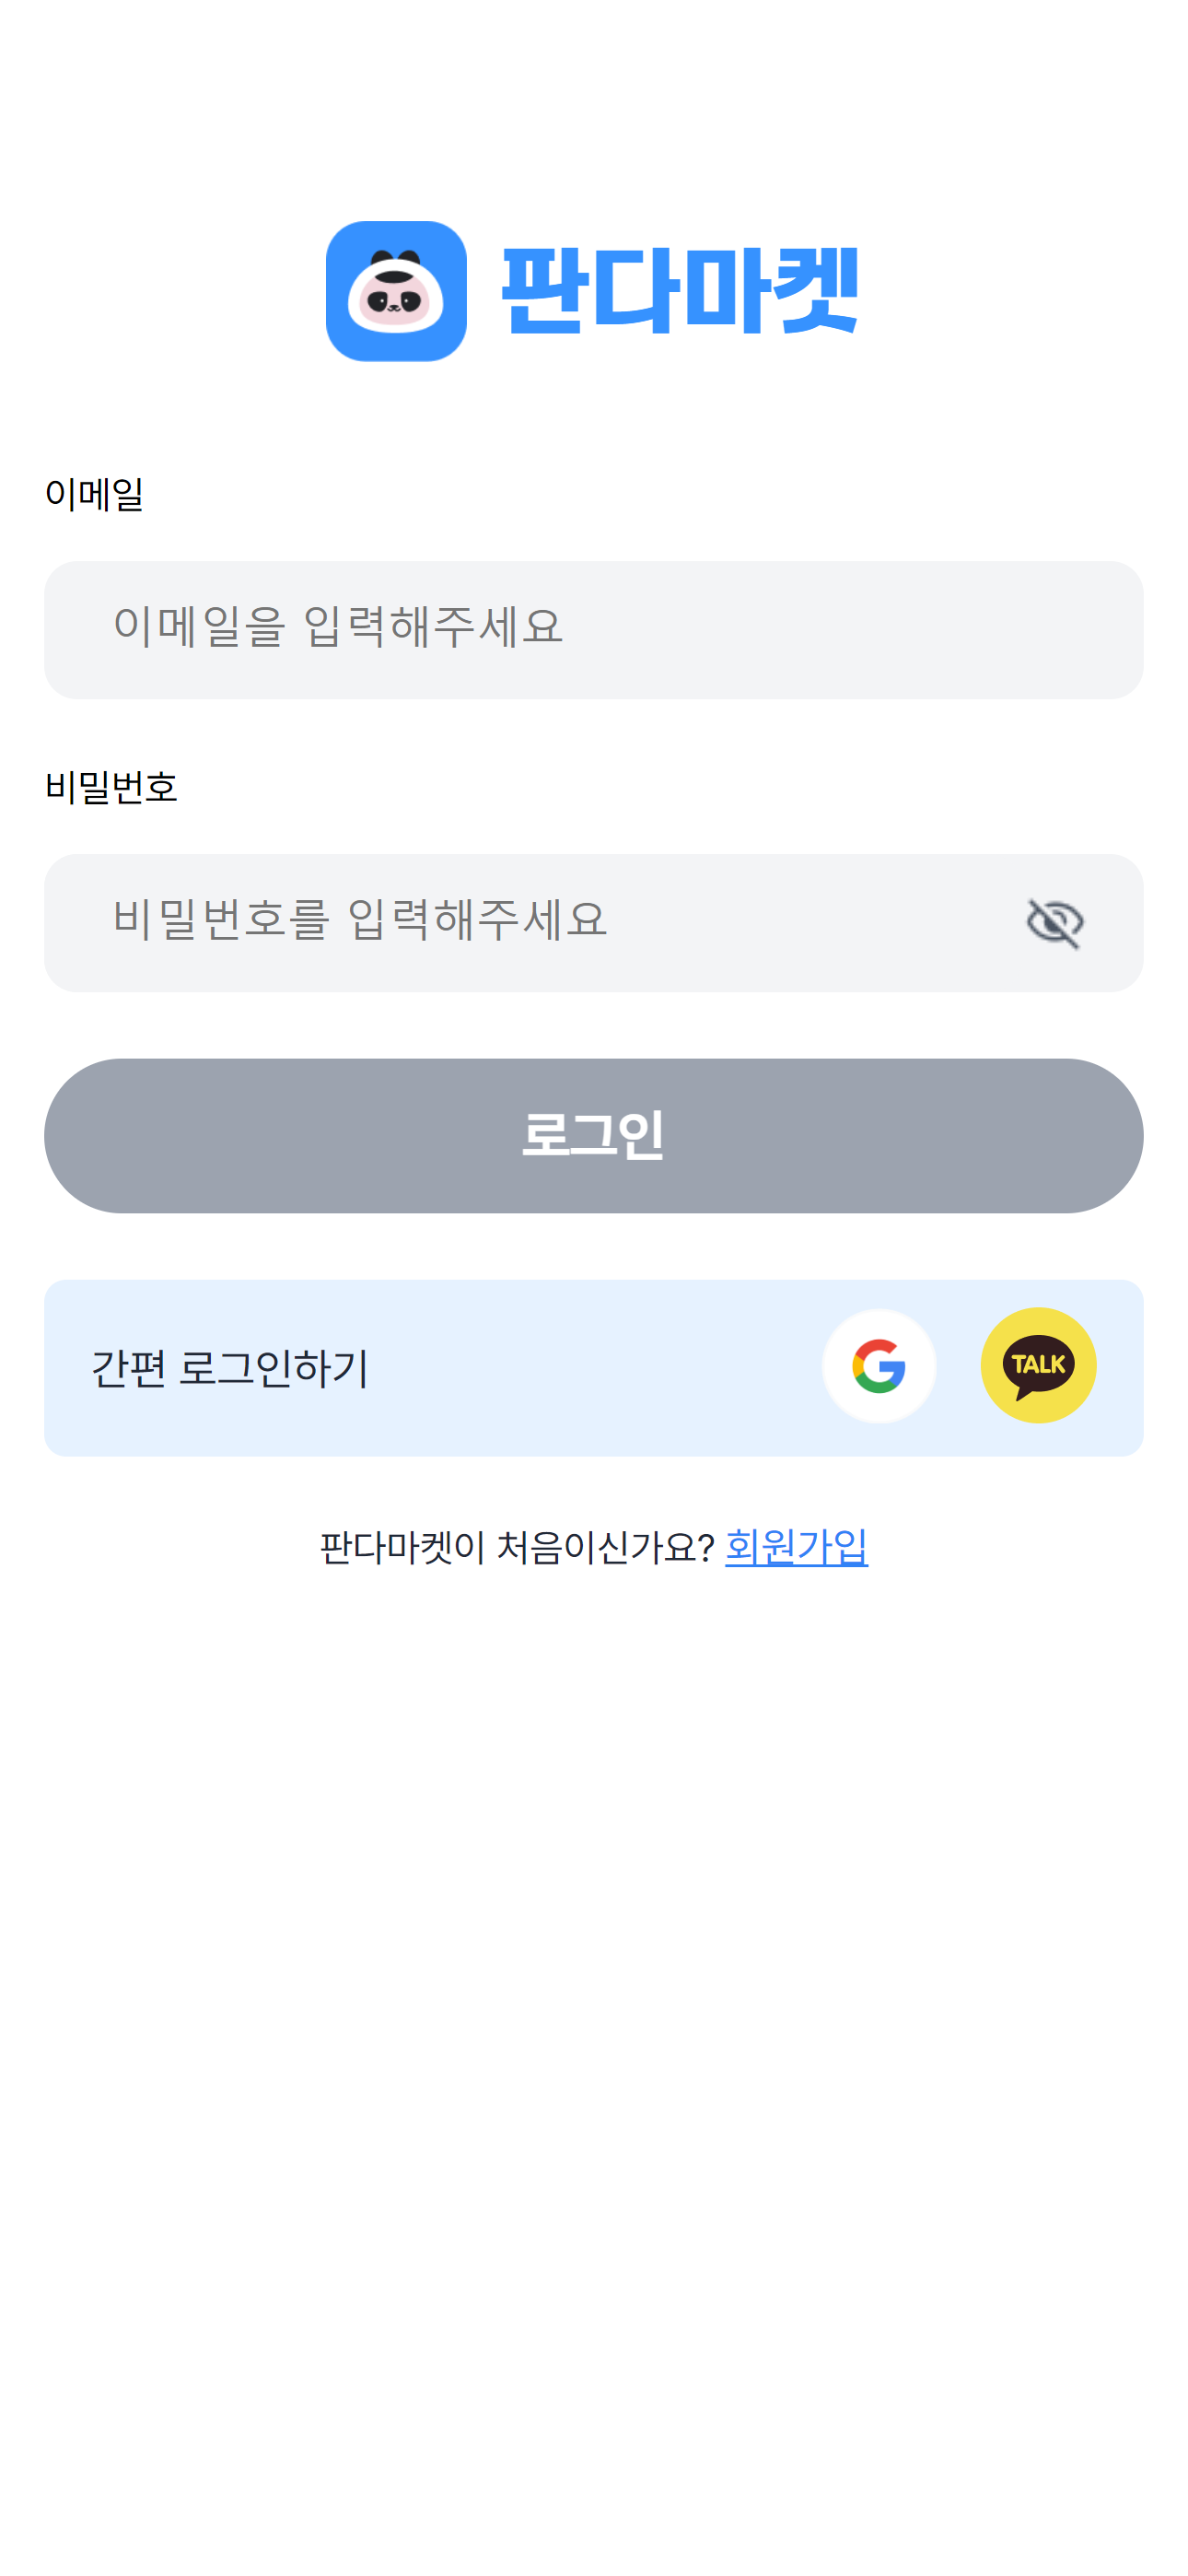 판다마켓
이메일
이메일을 입력해주세요
비밀번호
비밀번호를 입력해주세요
로그인
간편 로그인하기
TALK
판다마켓이 처음이신가요? 회원가입